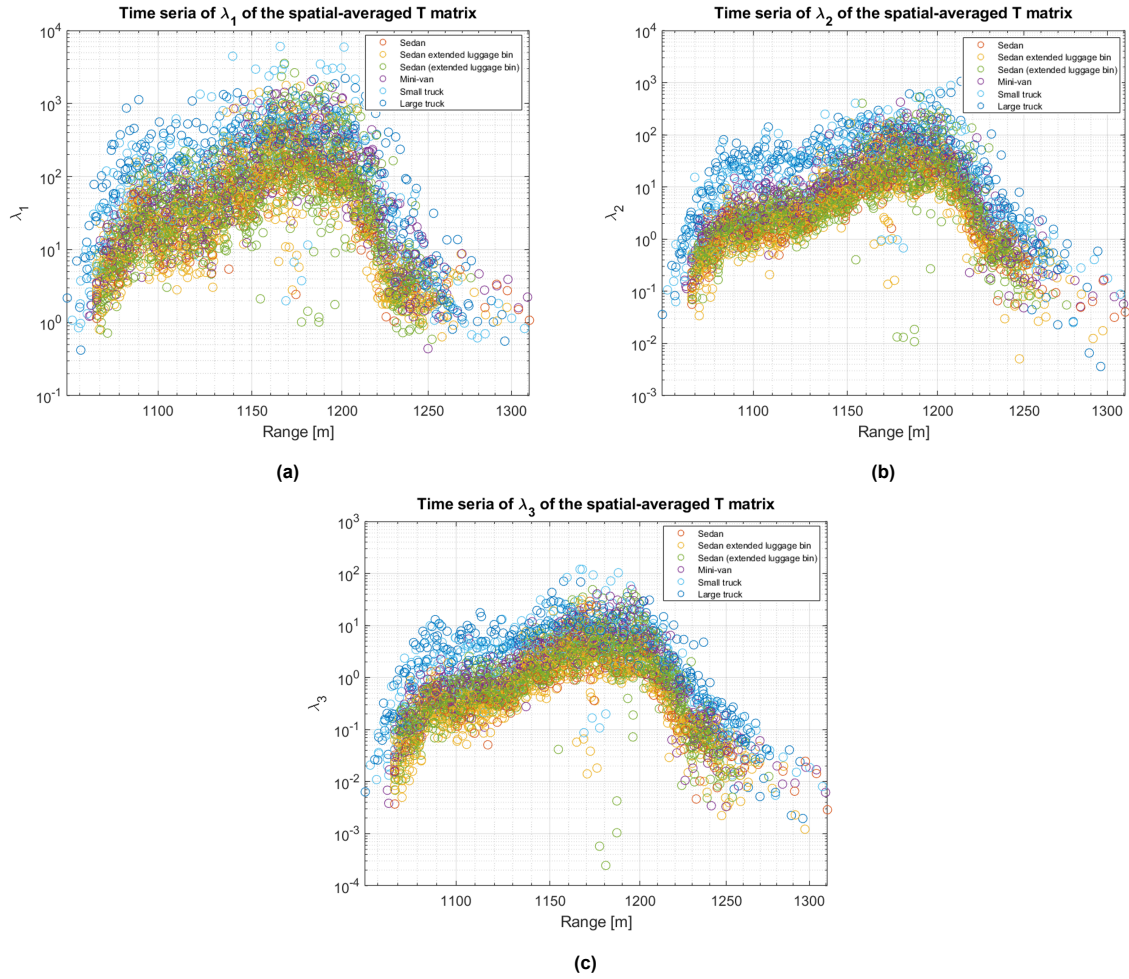 Time seria of λ1 of the spatial-averaged T matrix
10^4
10^3
10^2
10^1
10^0
10^-1
λ1
1100
1150
1200
1250
1300
Range [m]
Sedan
Sedan extended luggage bin
Sedan (extended luggage bin)
Mini-van
Small truck
Large truck
(a)
Time seria of λ2 of the spatial-averaged T matrix
10^4
10^3
10^2
10^1
10^0
10^-1
10^-2
10^-3
λ2
1100
1150
1200
1250
1300
Range [m]
Sedan
Sedan extended luggage bin
Sedan (extended luggage bin)
Mini-van
Small truck
Large truck
(b)
Time seria of λ3 of the spatial-averaged T matrix
10^3
10^2
10^1
10^0
10^-1
10^-2
10^-3
10^-4
λ3
1100
1150
1200
1250
1300
Range [m]
Sedan
Sedan extended luggage bin
Sedan (extended luggage bin)
Mini-van
Small truck
Large truck
(c)